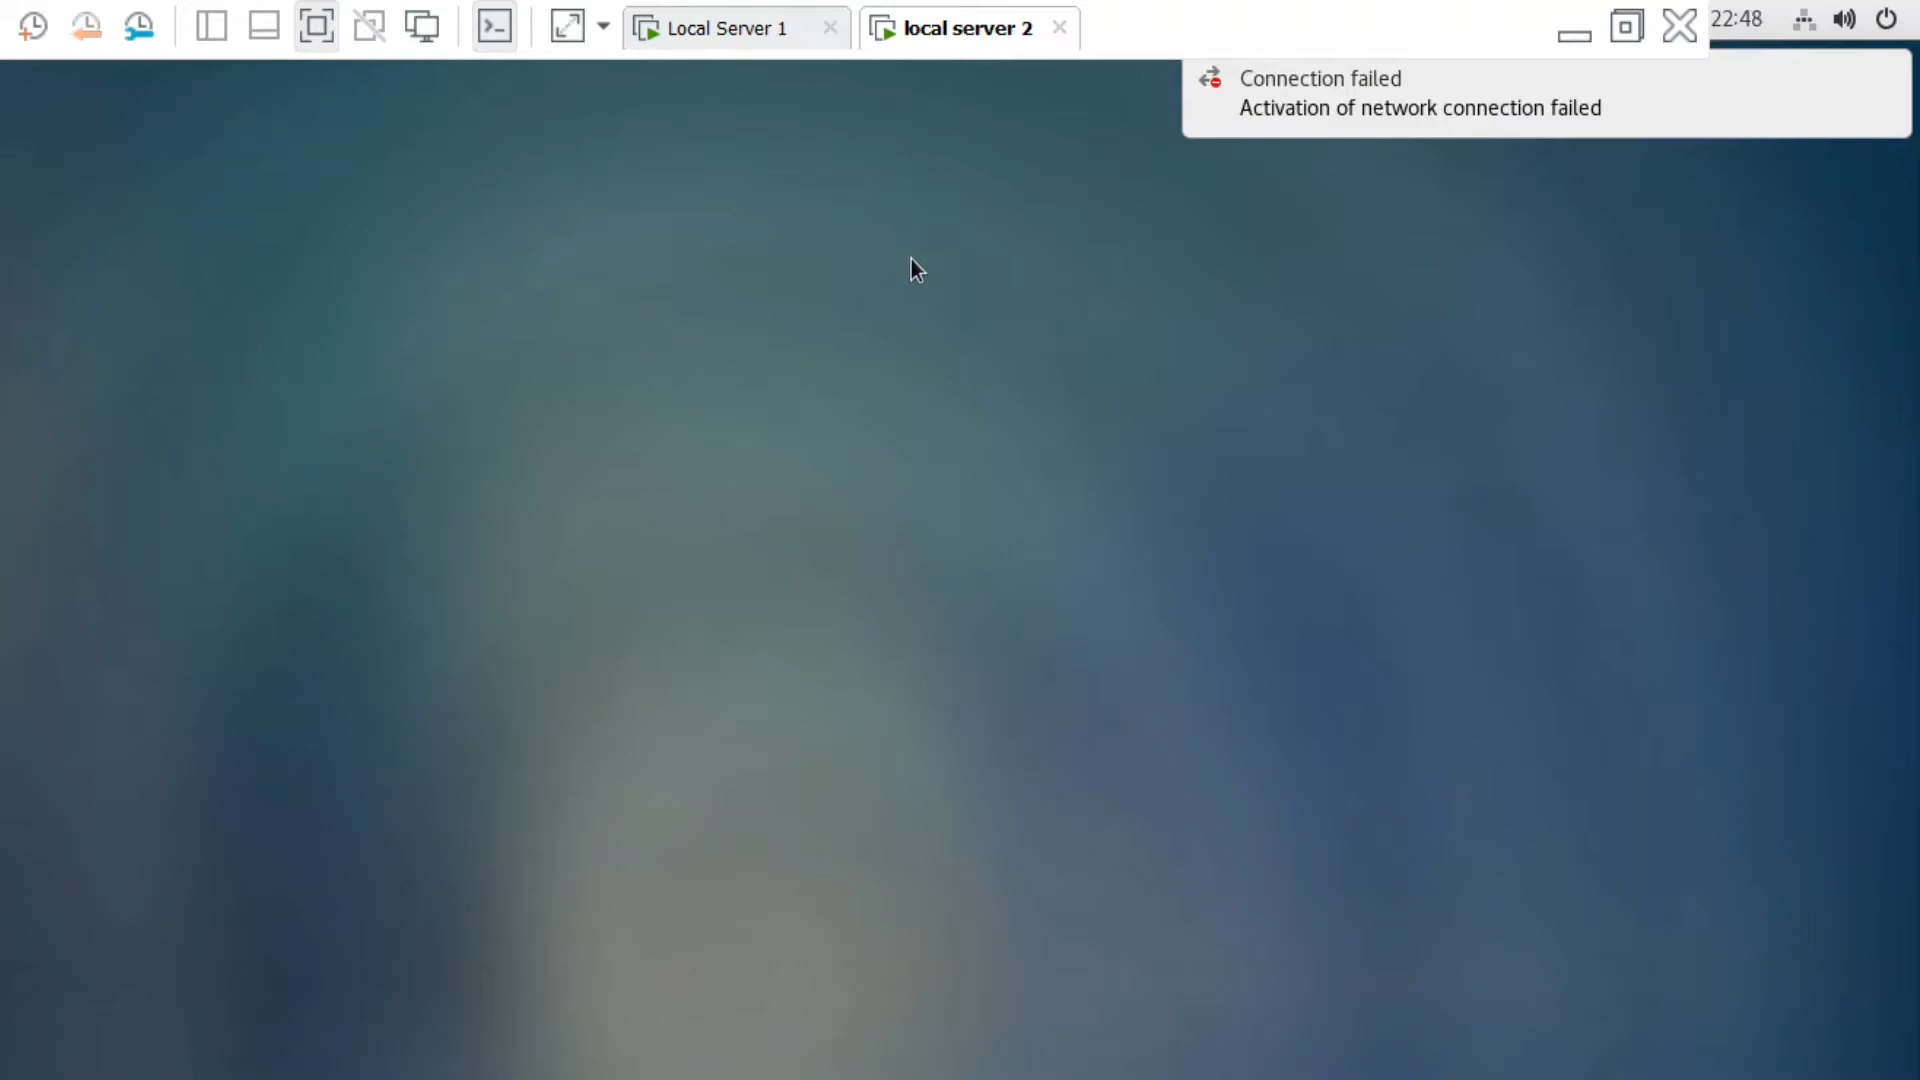 Local Server 1
local server 2
22:48
Connection failed
Activation of network connection failed